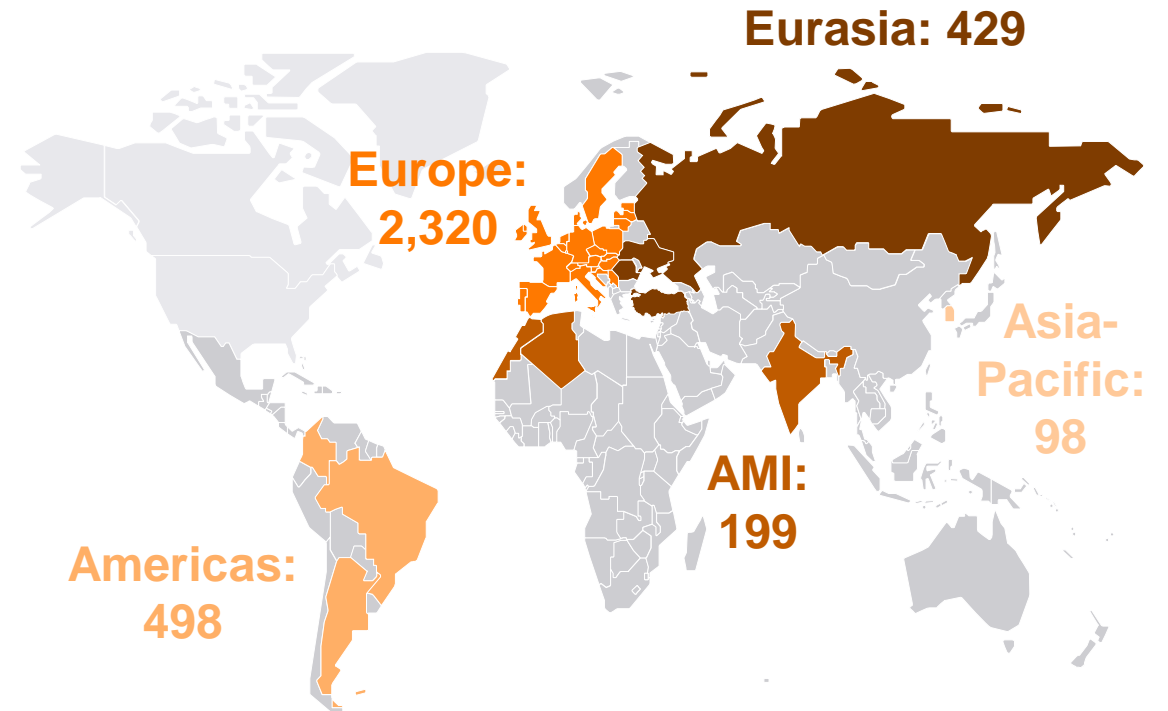 Eurasia: 429
Europe:
2,320
Asia-
Pacific:
98
AMI:
199
Americas:
498